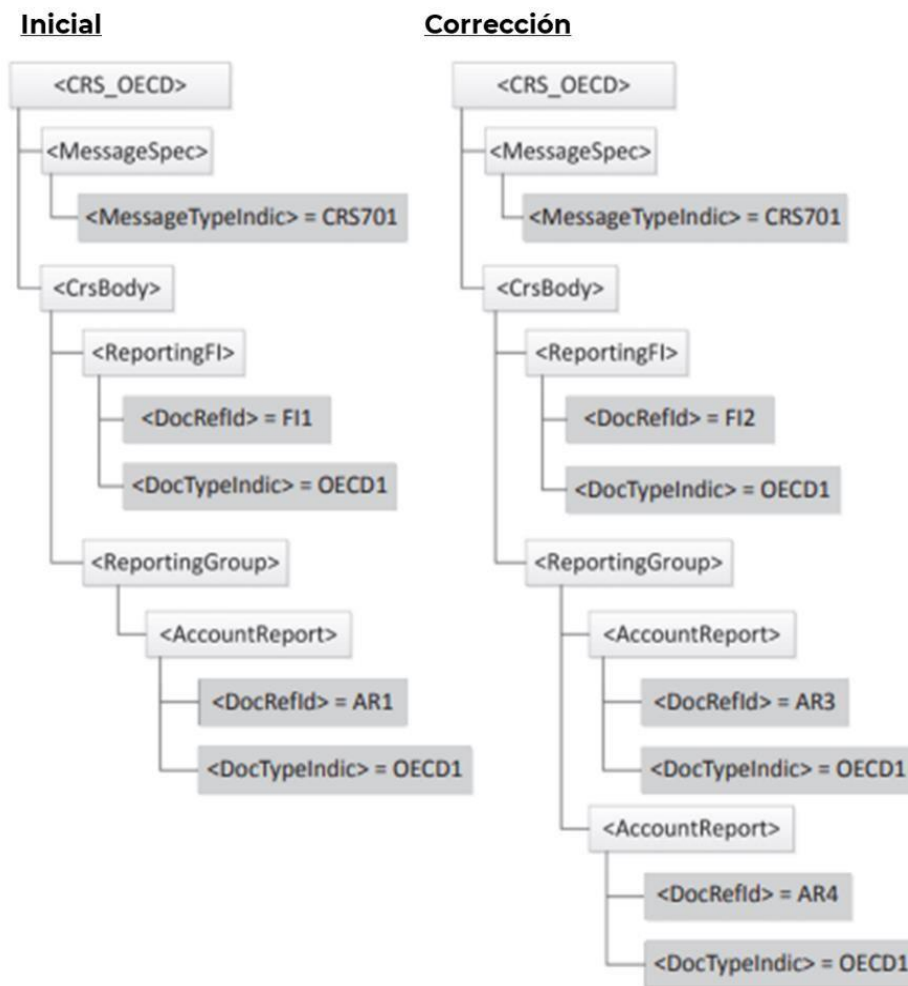 Inicial
<CRS_OECD>
<MessageSpec>
<MessageTypeIndic> = CRS701
<CrsBody>
<ReportingFI>
<DocRefId> = FI1
<DocTypeIndic> = OECD1
<ReportingGroup>
<AccountReport>
<DocRefId> = AR1
<DocTypeIndic> = OECD1
Corrección
<CRS_OECD>
<MessageSpec>
<MessageTypeIndic> = CRS701
<CrsBody>
<ReportingFI>
<DocRefId> = FI2
<DocTypeIndic> = OECD1
<ReportingGroup>
<AccountReport>
<DocRefId> = AR3
<DocTypeIndic> = OECD1
<AccountReport>
<DocRefId> = AR4
<DocTypeIndic> = OECD1